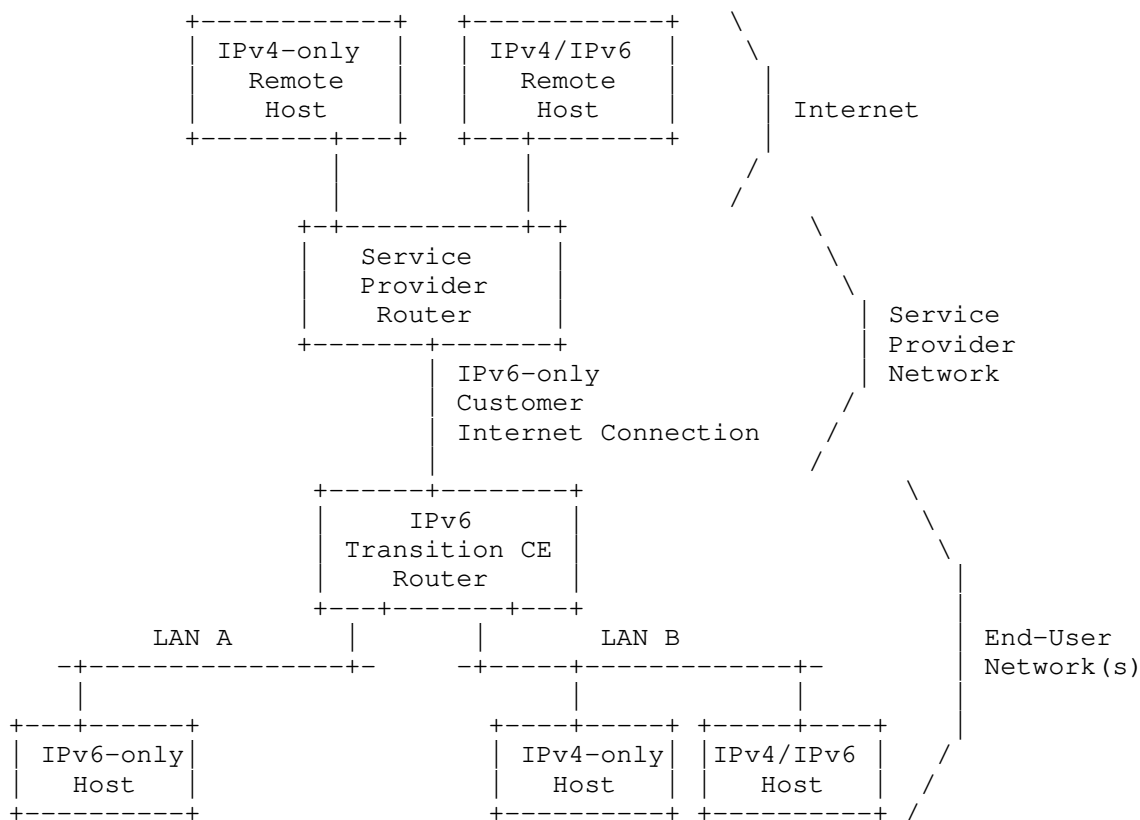 IPv4-only
Remote
Host
IPv4/IPv6
Remote
Host
Internet
Service
Provider
Router
Service
Provider
Network
IPv6-only
Customer
Internet Connection
IPv6
Transition CE
Router
LAN A
LAN B
End-User
Network(s)
IPv6-only
Host
IPv4-only
Host
IPv4/IPv6
Host